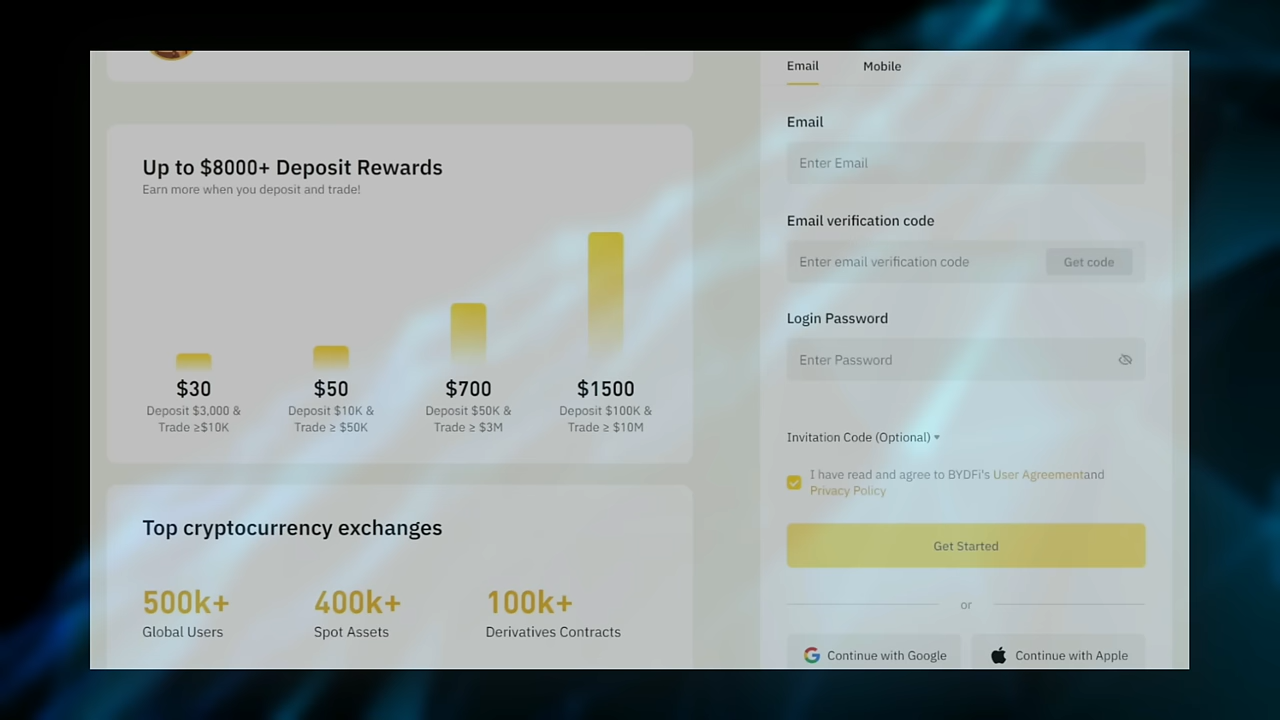 Up to $8000+ Deposit Rewards
Earn more when you deposit and trade!
$30
Deposit $3,000 &
Trade ≥$10K
$50
Deposit $10K &
Trade ≥ $50K
$700
Deposit $50K &
Trade ≥ $3M
$1500
Deposit $100K &
Trade ≥ $10M
Top cryptocurrency exchanges
500k+
Global Users
400k+
Spot Assets
100k+
Derivatives Contracts
Email
Mobile
Email
Enter Email
Email verification code
Enter email verification code
Get code
Login Password
Enter Password
Invitation Code (Optional)
I have read and agree to BYDFi's User Agreementand
Privacy Policy
Get Started
or
Continue with Google
Continue with Apple